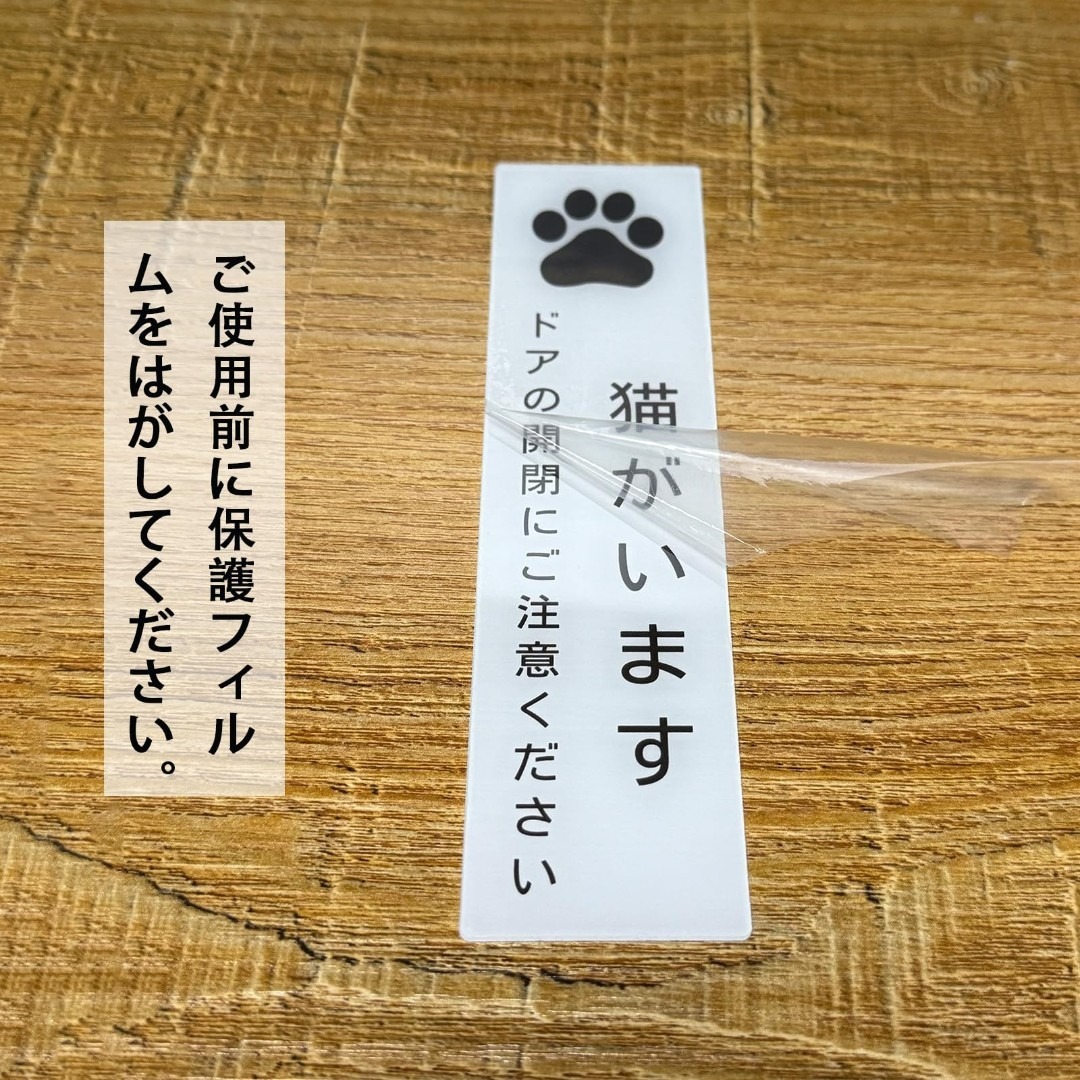 ご使用前に保護フィル
ムをはがしてください。
猫がいます
ドアの開閉にご注意ください